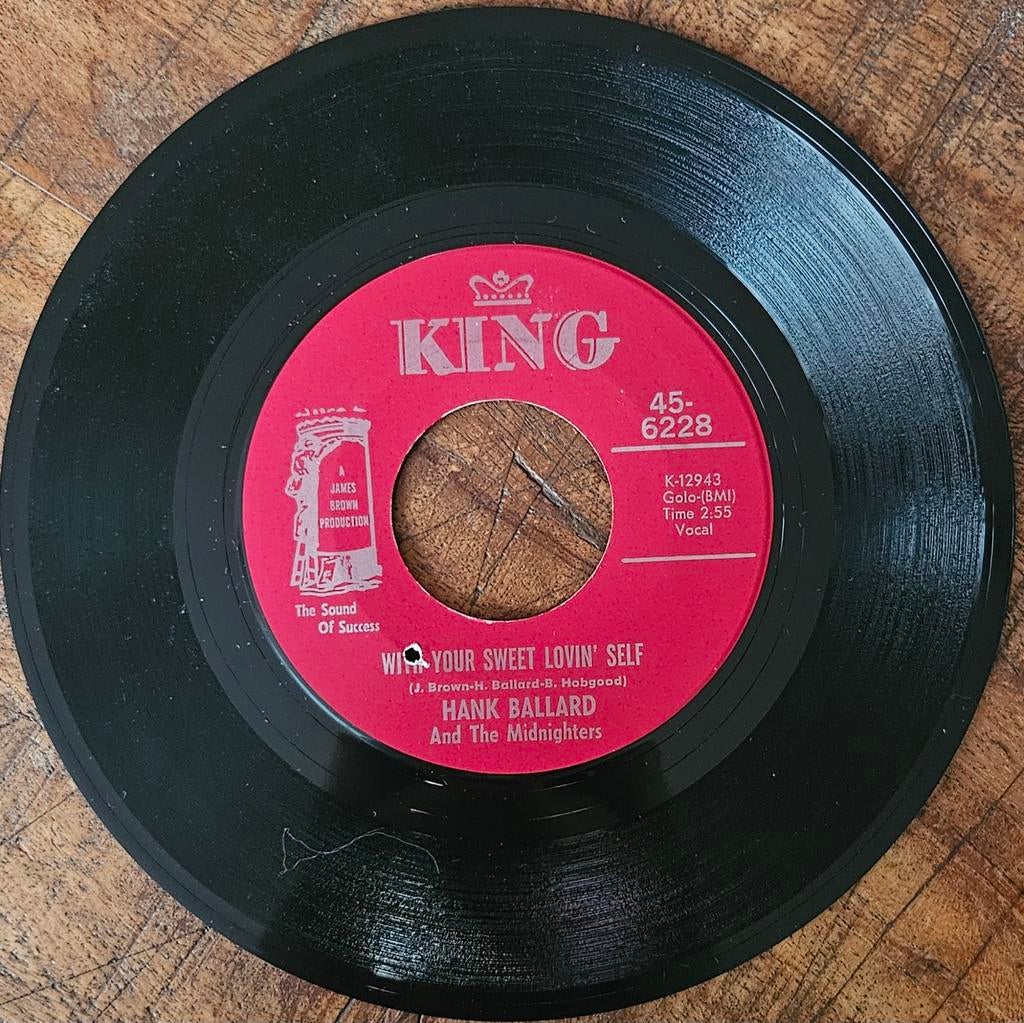 KING
45-
6228
K-12943
Golo-(BMI)
Time 2:55
Vocal
A
JAMES
BROWN
PRODUCTION
The Sound
Of Success
WITH YOUR SWEET LOVIN' SELF
(J. Brown-H. Ballard-B. Hobgood)
HANK BALLARD
And The Midnighters